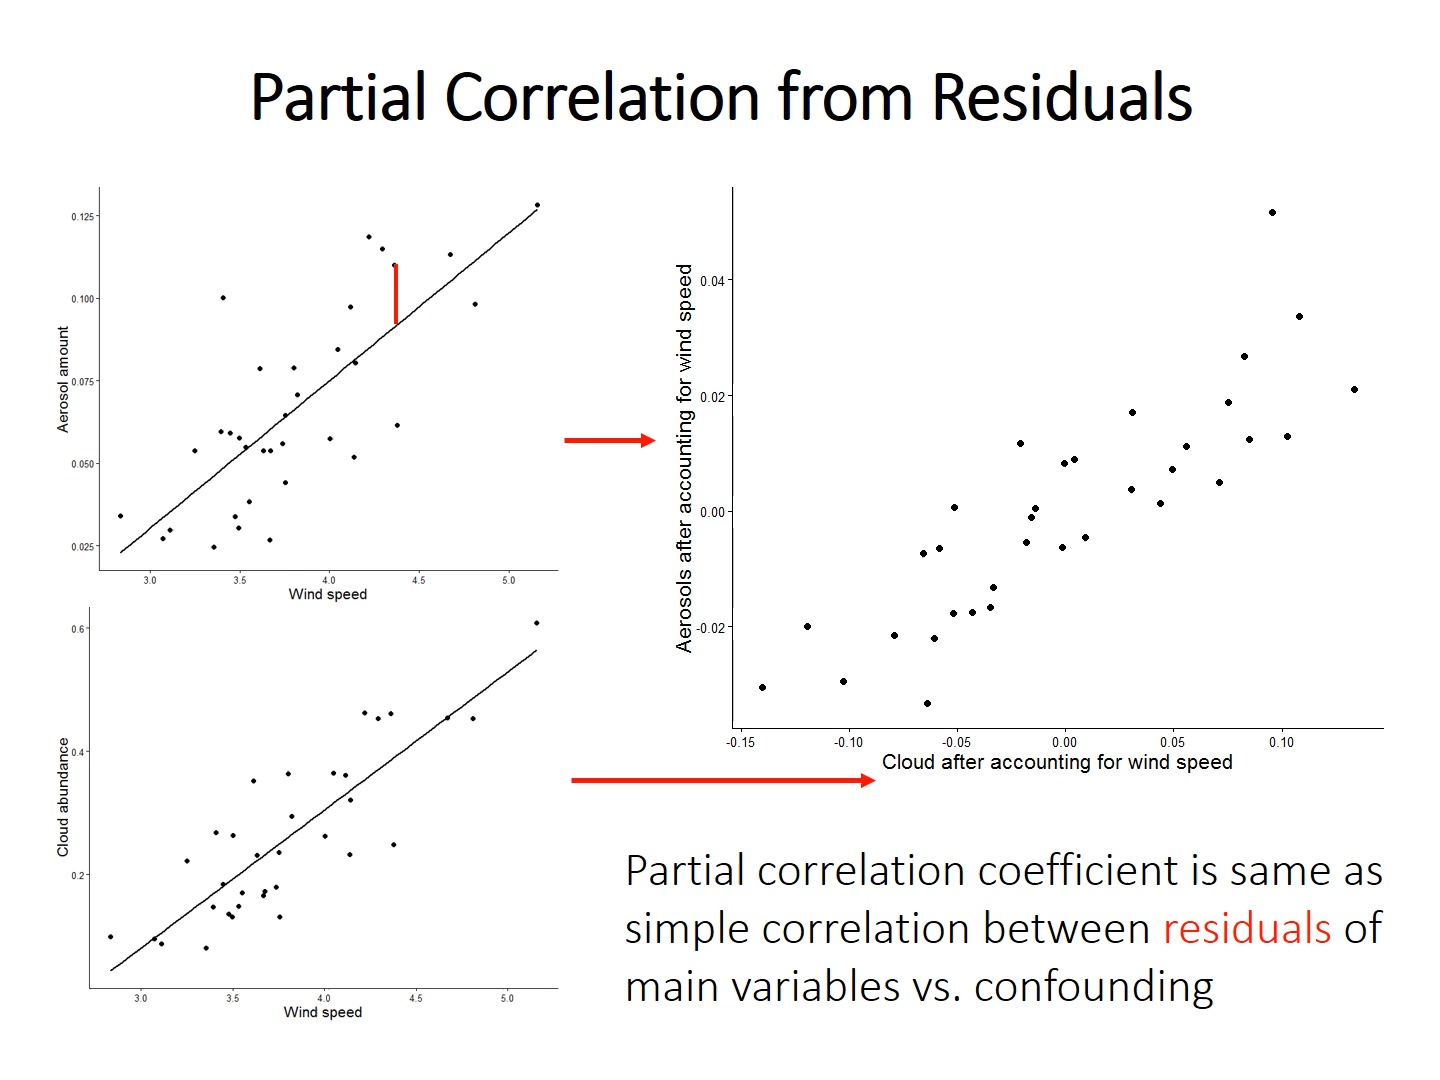 Partial Correlation from Residuals
Aerosol amount
0.125
0.100
0.075
0.050
0.025
3.0 3.5 4.0 4.5 5.0
Wind speed
Cloud abundance
0.6
0.4
0.2
3.0 3.5 4.0 4.5 5.0
Wind speed
Aerosols after accounting for wind speed
0.04
0.02
0.00
-0.02
-0.15 -0.10 -0.05 0.00 0.05 0.10
Cloud after accounting for wind speed
Partial correlation coefficient is same as
simple correlation between residuals of
main variables vs. confounding